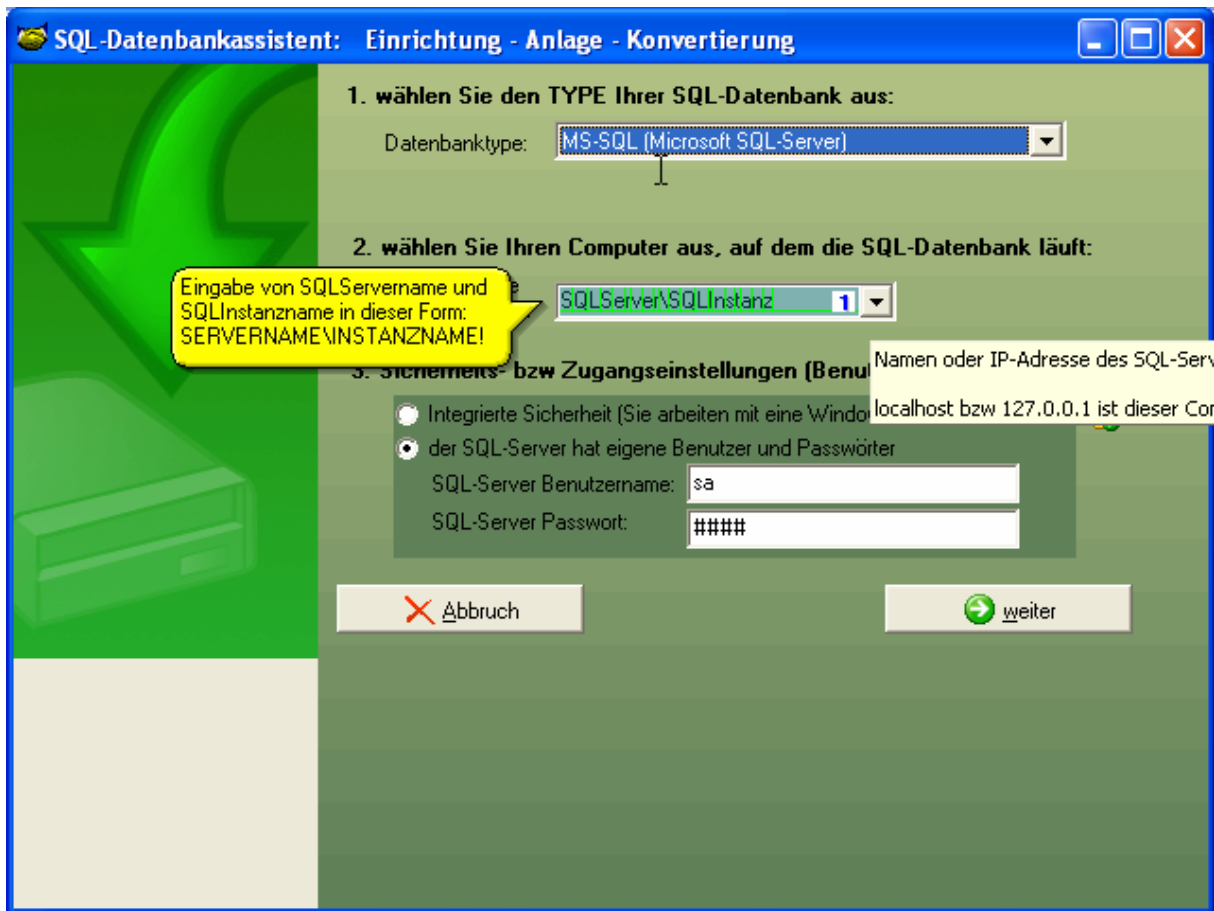 SQL-Datenbankassistent: Einrichtung - Anlage - Konvertierung
1. wählen Sie den TYPE Ihrer SQL-Datenbank aus:
Datenbanktype:
MS-SQL (Microsoft SQL-Server)
2. wählen Sie Ihren Computer aus, auf dem die SQL-Datenbank läuft:
Eingabe von SQLServername und
SQLInstanzname in dieser Form:
SERVERNAME\INSTANZNAME!
SQLServer\SQLInstanz
1
Namen oder IP-Adresse des SQL-Serv
localhost bzw 127.0.0.1 ist dieser Cor
3. Sicherheits- bzw Zugangseinstellungen (Benu
Integrierte Sicherheit (Sie arbeiten mit eine Windo
der SQL-Server hat eigene Benutzer und Passwörter
SQL-Server Benutzername: sa
SQL-Server Passwort: ####
Abbruch
weiter